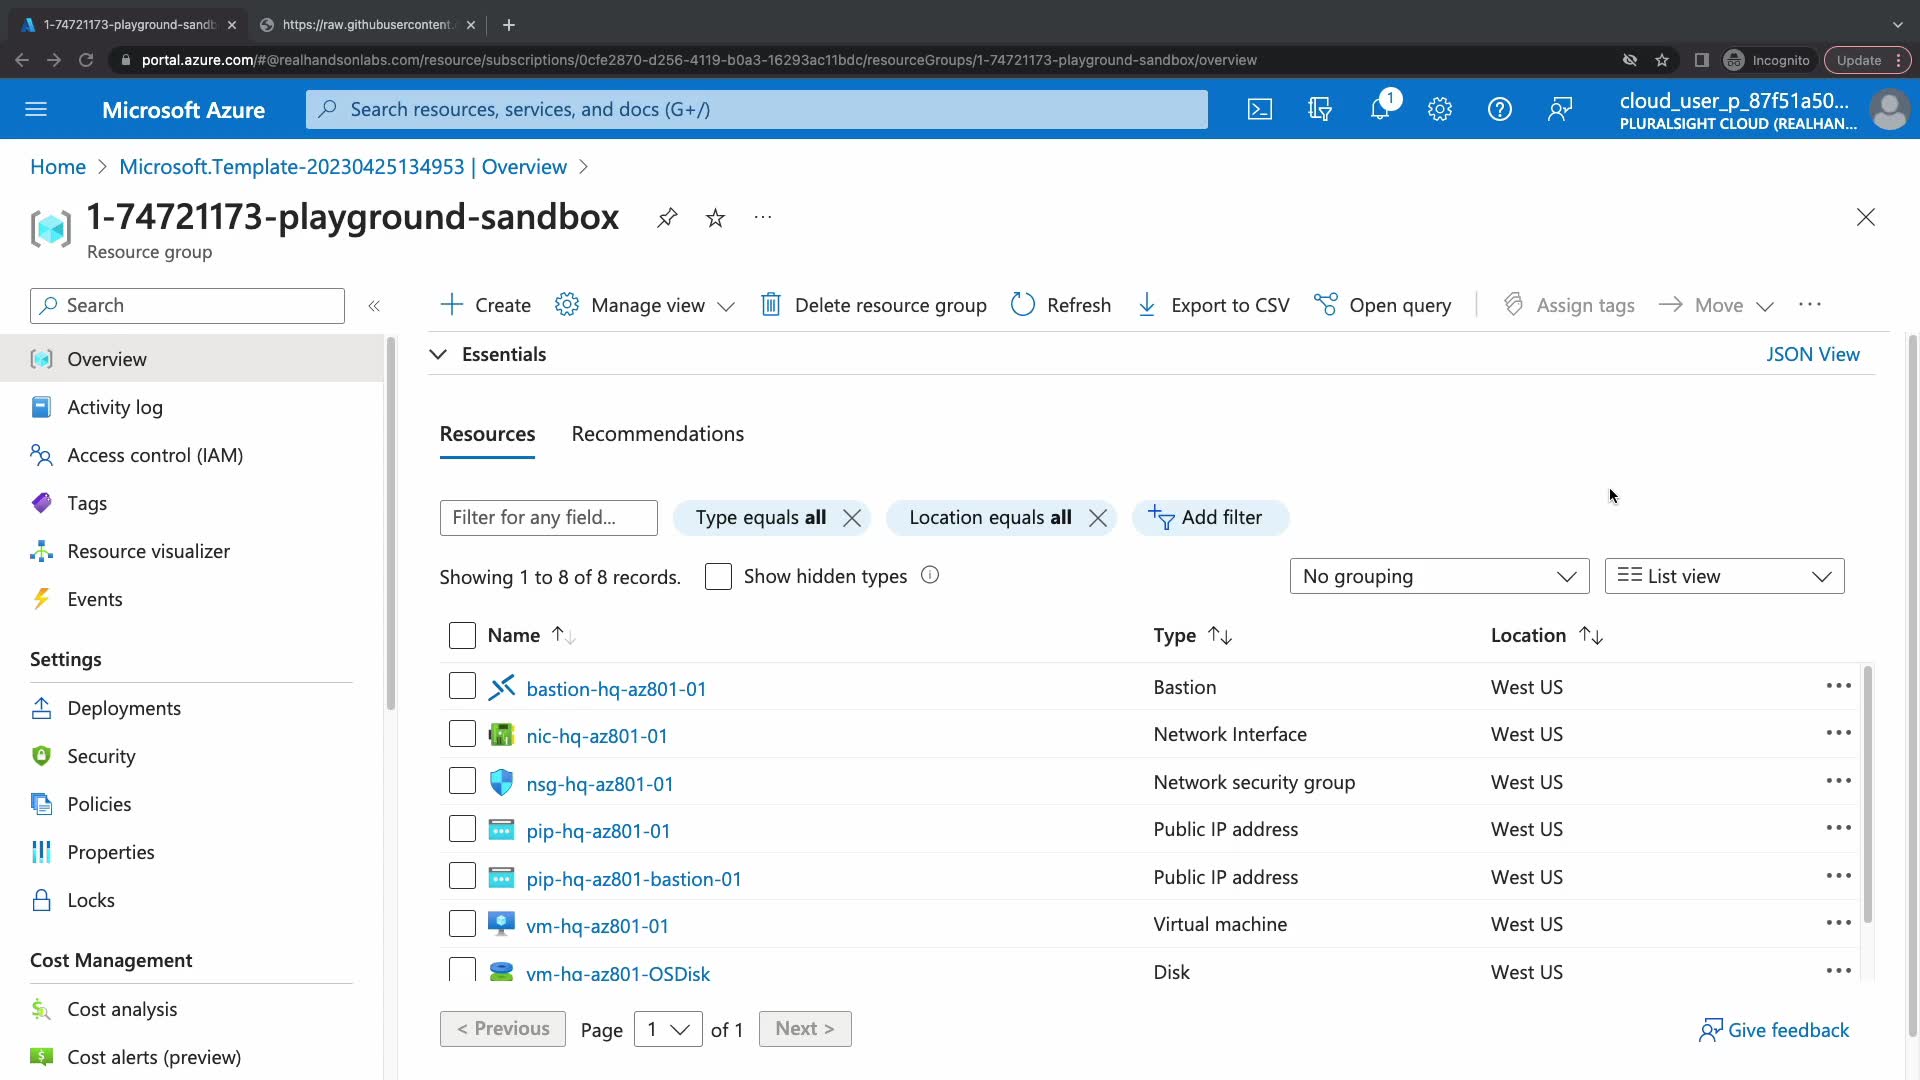 1-74721173-playground-sandb
https://raw.githubusercontent.
portal.azure.com/#@realhandsonlabs.com/resource/subscriptions/0cfe2870-d256-4119-b0a3-16293ac11bdc/resourceGroups/1-74721173-playground-sandbox/overview
Incognito
Update
Microsoft Azure
Search resources, services, and docs (G+/)
1
cloud_user_p_87f51a50...
PLURALSIGHT CLOUD (REALHAN...
Home > Microsoft.Template-20230425134953 | Overview >
1-74721173-playground-sandbox
Resource group
Search
Create
Manage view
Delete resource group
Refresh
Export to CSV
Open query
Assign tags
Move
Overview
Activity log
Access control (IAM)
Tags
Resource visualizer
Events
Settings
Deployments
Security
Policies
Properties
Locks
Cost Management
Cost analysis
Cost alerts (preview)
Essentials
JSON View
Resources
Recommendations
Filter for any field...
Type equals all
Location equals all
Add filter
Showing 1 to 8 of 8 records.
Show hidden types
No grouping
List view
Name Type Location
bastion-hq-az801-01 Bastion West US
nic-hq-az801-01 Network Interface West US
nsg-hq-az801-01 Network security group West US
pip-hq-az801-01 Public IP address West US
pip-hq-az801-bastion-01 Public IP address West US
vm-hq-az801-01 Virtual machine West US
vm-hq-az801-OSDisk Disk West US
< Previous
Page 1 of 1
Next >
Give feedback